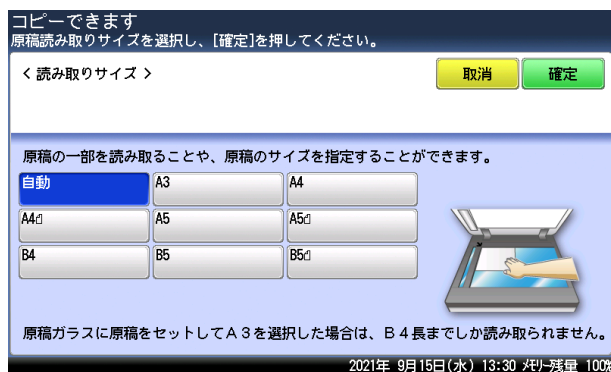 コピーできます
原稿読み取りサイズを選択し、[確定]を押してください。
< 読み取りサイズ >
取消 確定
原稿の一部を読み取ることや、原稿のサイズを指定することができます。
自動 A3 A4
A4 A5 A5
B4 B5 B5
原稿ガラスに原稿をセットしてA3を選択した場合は、B4長までしか読み取られません。
2021年 9月15日(水) 13:30 メモリー残量 100%